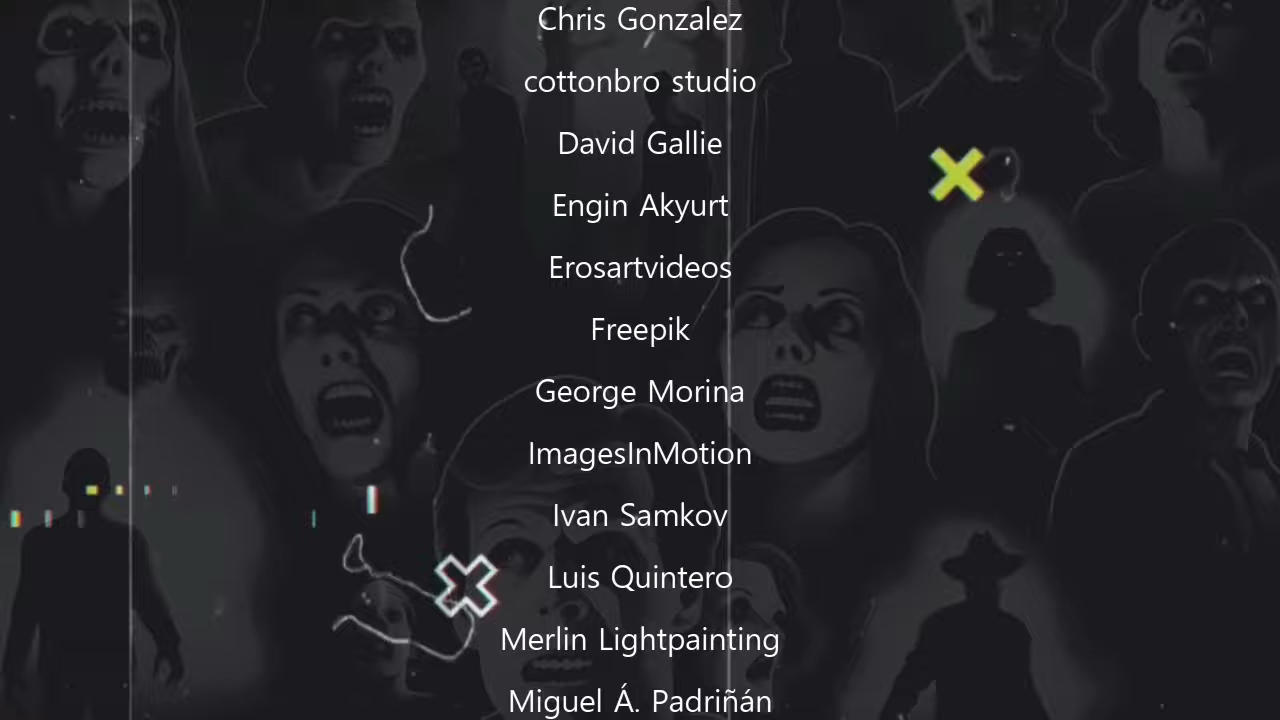 Chris Gonzalez
cottonbro studio
David Gallie
Engin Akyurt
Erosartvideos
Freepik
George Morina
ImagesInMotion
Ivan Samkov
Luis Quintero
Merlin Lightpainting
Miguel Á. Padriñán